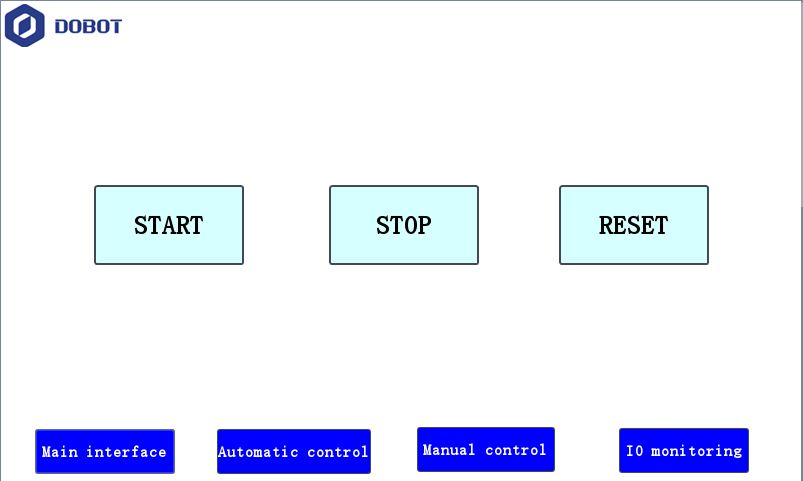 DOBOT
START
STOP
RESET
Main interface
Automatic control
Manual control
IO monitoring